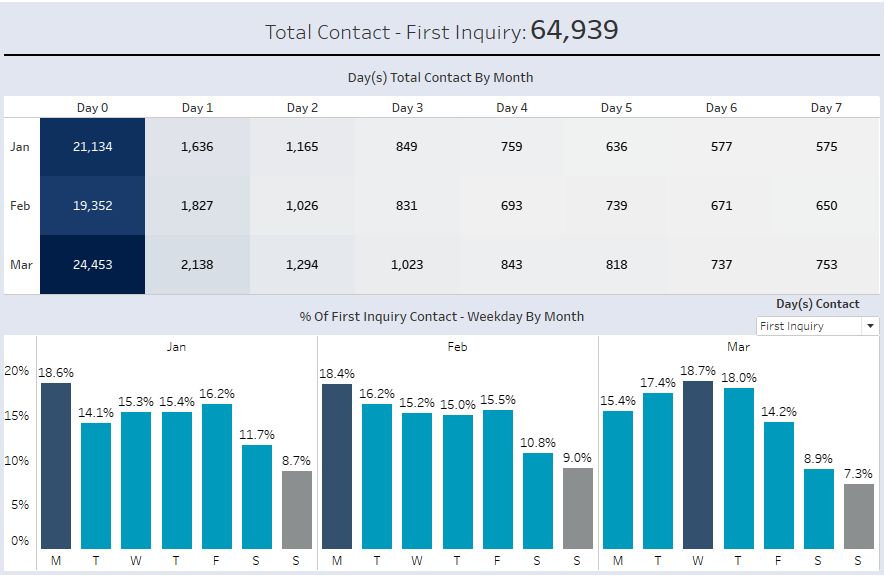 Total Contact - First Inquiry: 64,939
Day(s) Total Contact By Month
Day 0 Day 1 Day 2 Day 3 Day 4 Day 5 Day 6 Day 7
Jan 21,134 1,636 1,165 849 759 636 577 575
Feb 19,352 1,827 1,026 831 693 739 671 650
Mar 24,453 2,138 1,294 1,023 843 818 737 753
Day(s) Contact
% Of First Inquiry Contact - Weekday By Month
First Inquiry
Jan Feb Mar
20%
15%
10%
5%
0%
18.6% 14.1% 15.3% 15.4% 16.2% 11.7% 8.7%
18.4% 16.2% 15.2% 15.0% 15.5% 10.8% 9.0%
15.4% 17.4% 18.7% 18.0% 14.2% 8.9% 7.3%
M T W T F S S M T W T F S S M T W T F S S